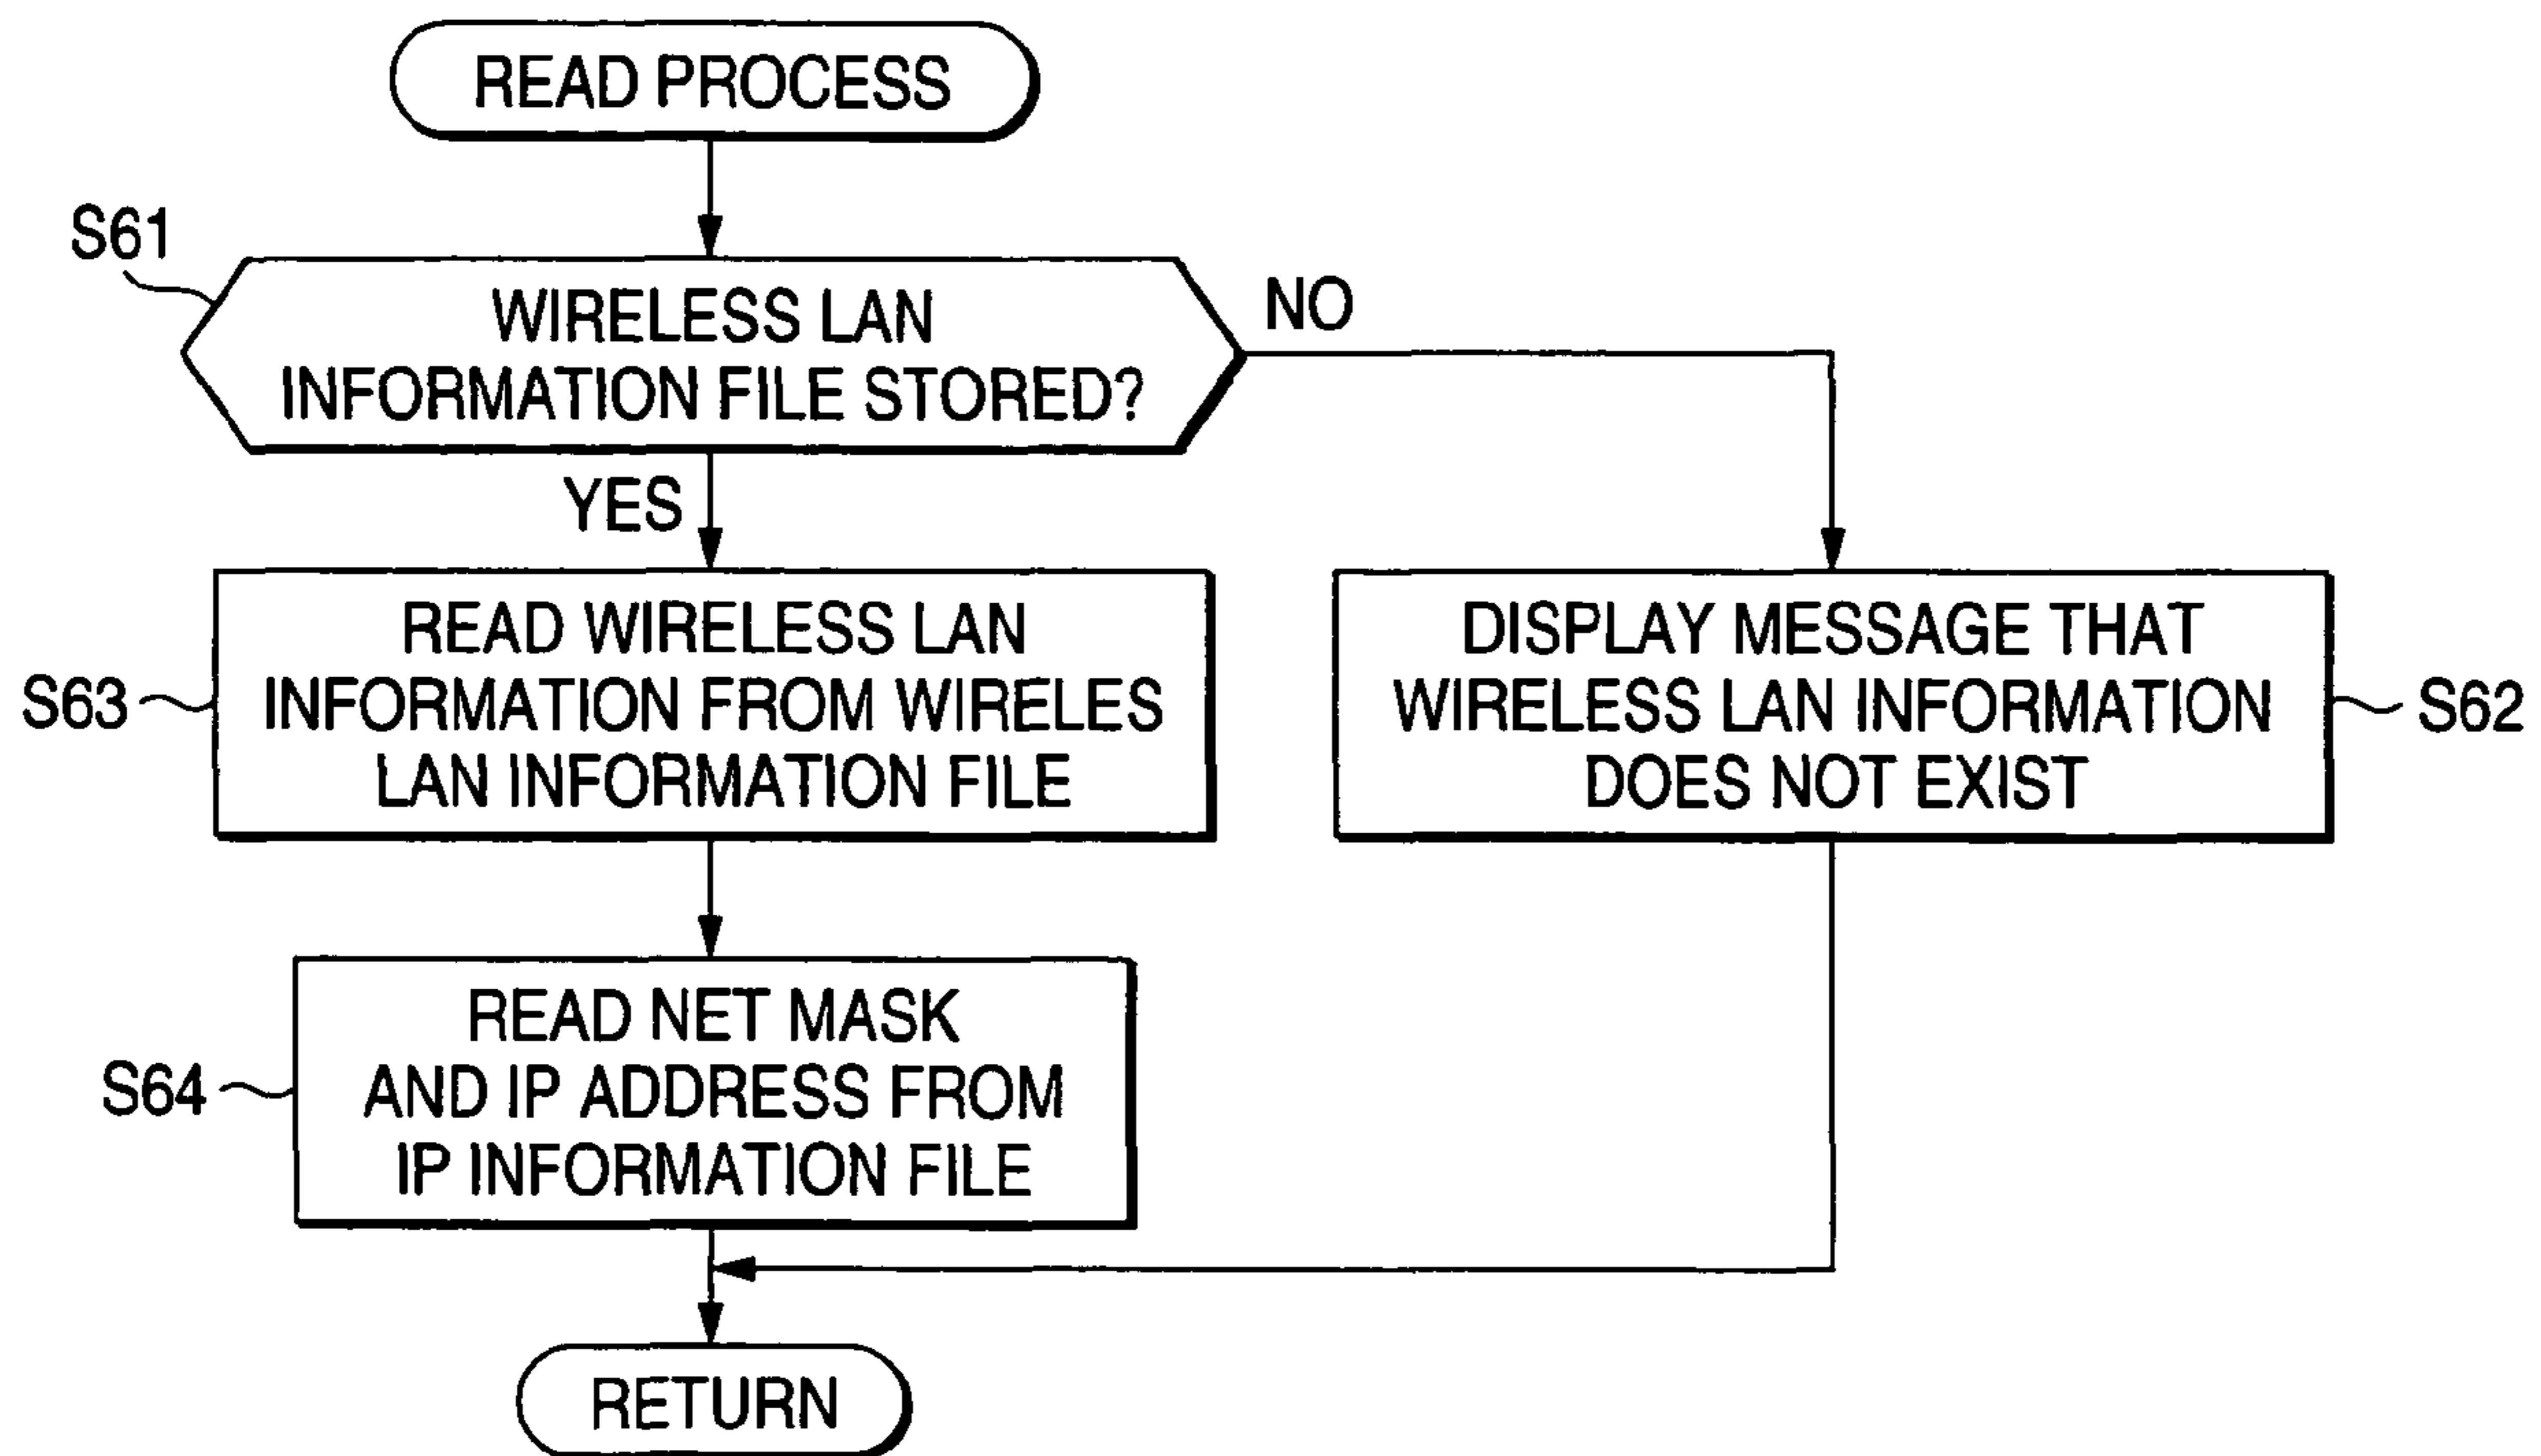 READ PROCESS
S61
WIRELESS LAN
INFORMATION FILE STORED?
NO
YES
S63
READ WIRELESS LAN
INFORMATION FROM WIRELES
LAN INFORMATION FILE
DISPLAY MESSAGE THAT
WIRELESS LAN INFORMATION
DOES NOT EXIST
S62
S64
READ NET MASK
AND IP ADDRESS FROM
IP INFORMATION FILE
RETURN